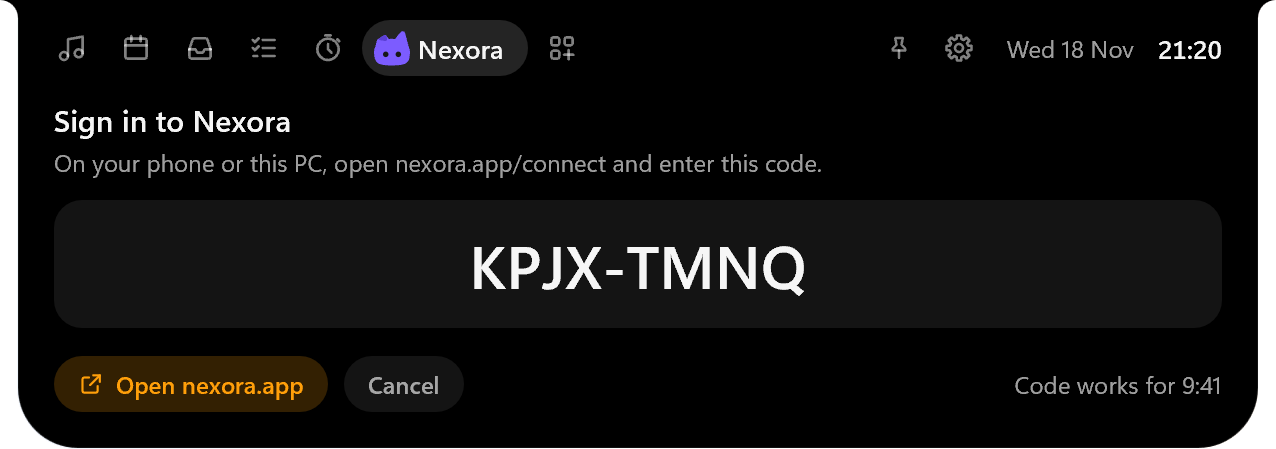 Nexora
Wed 18 Nov 21:20
Sign in to Nexora
On your phone or this PC, open nexora.app/connect and enter this code.
KPJX-TMNQ
Open nexora.app
Cancel
Code works for 9:41